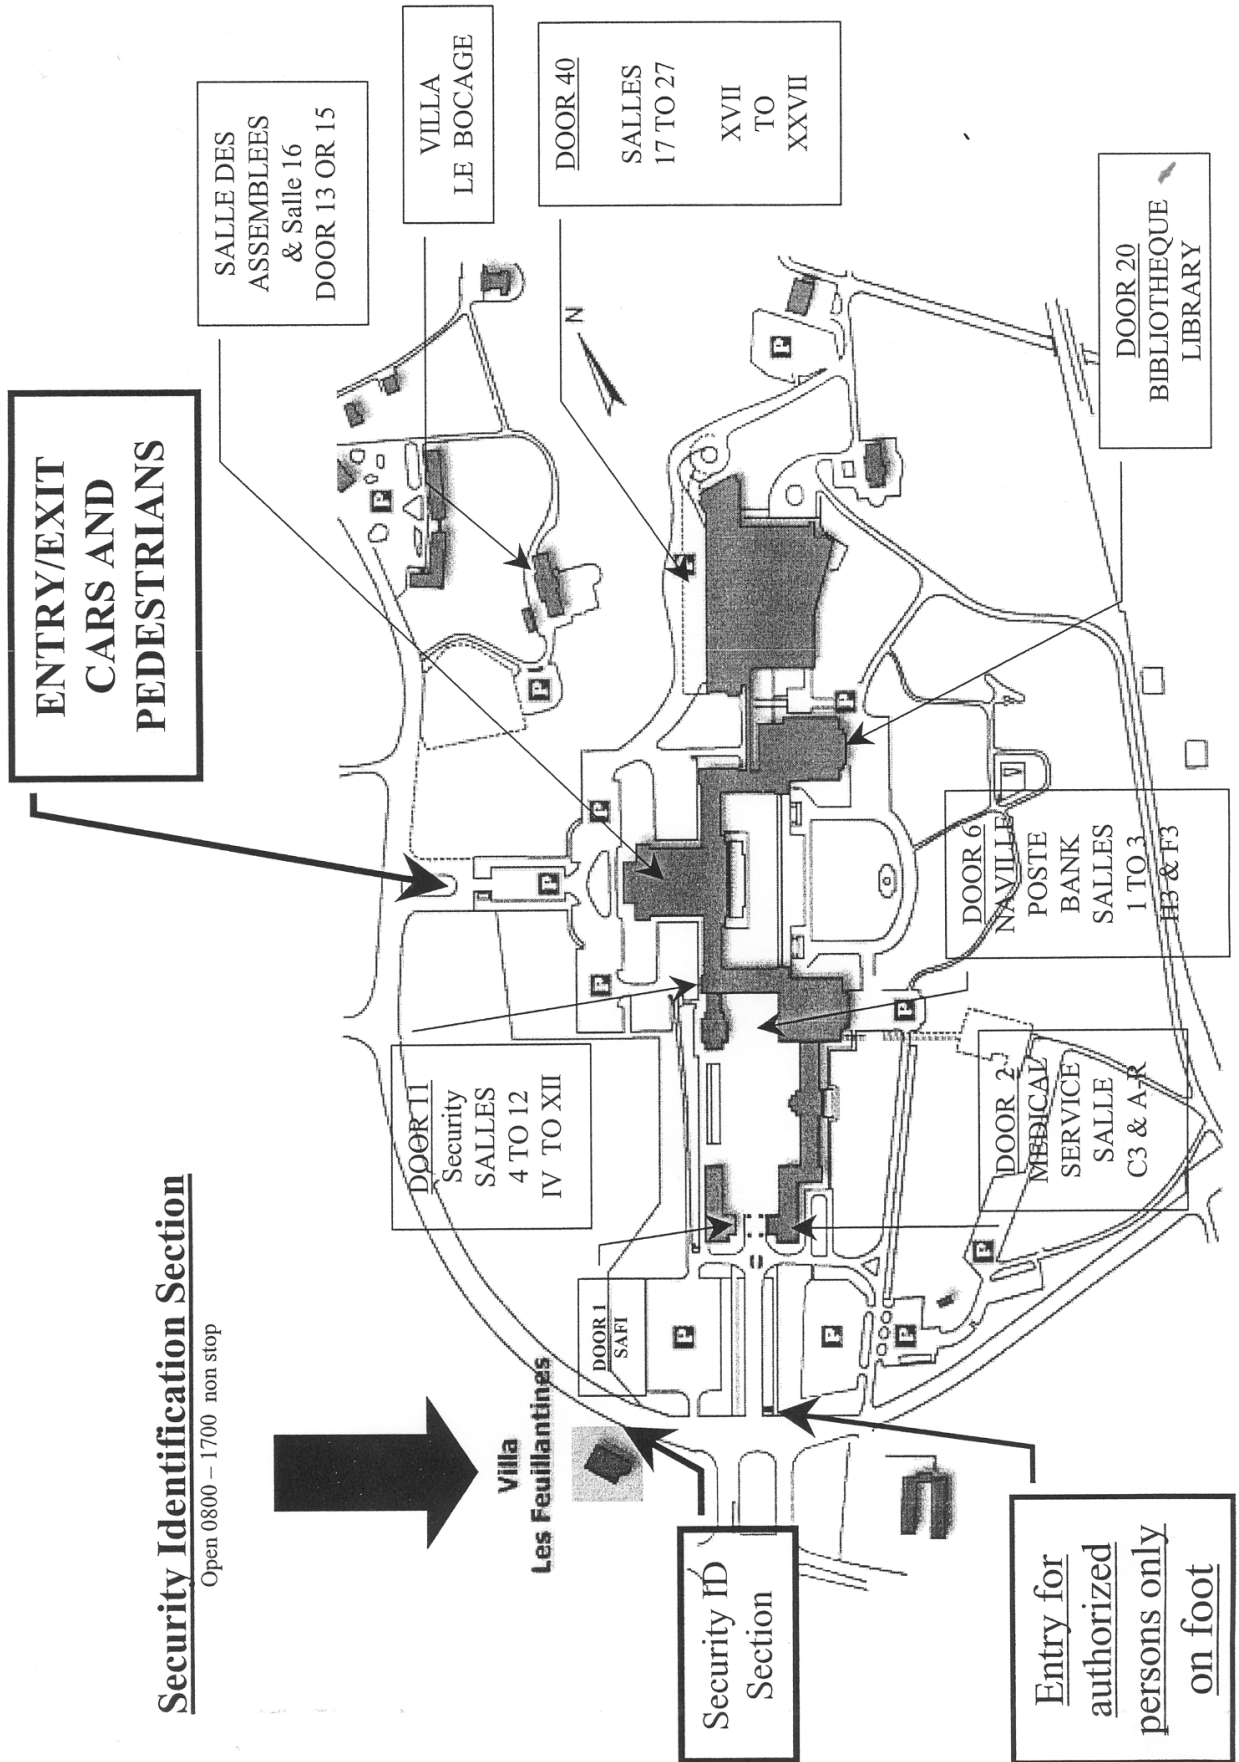 Security Identification Section
Open 0800 – 1700 non stop
ENTRY/EXIT
CARS AND
PEDESTRIANS
SALLE DES
ASSEMBLEES
& Salle 16
DOOR 13 OR 15
VILLA
LE BOCAGE
DOOR 40
SALLES
17 TO 27
XVII
TO
XXVII
N
DOOR 11
Security
SALLES
4 TO 12
IV TO XII
Villa
Les Feuillantines
DOOR 1
SAFI
Security ID
Section
Entry for
authorized
persons only
on foot
DOOR 2
MEDICAL
SERVICE
SALLE
C3 & A-R
DOOR 6
NAVILLE
POSTE
BANK
SALLES
1 TO 3
H3 & F3
DOOR 20
BIBLIOTHEQUE
LIBRARY
P
P
P
P
P
P
P
P
P
P
P
P
P
P